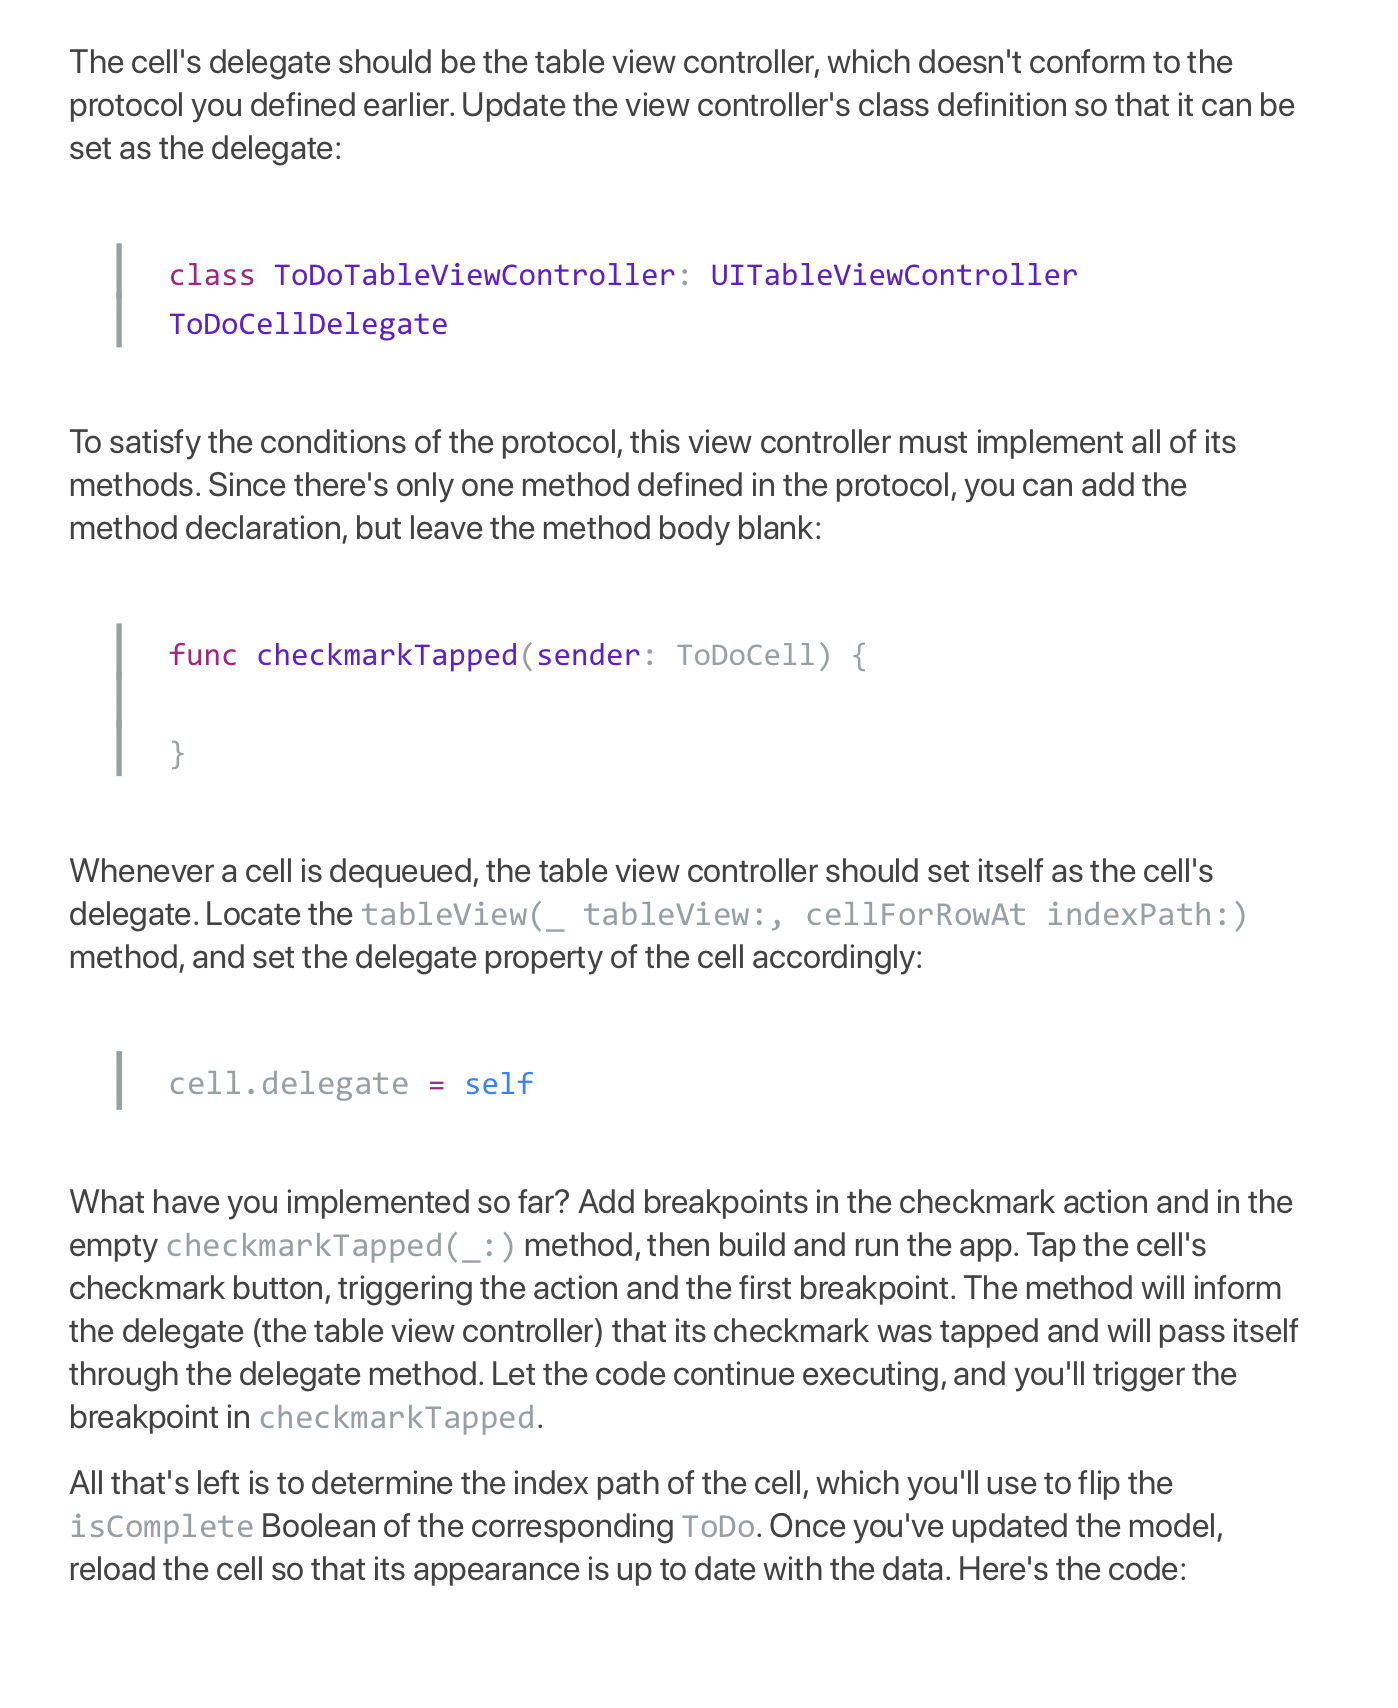 The cell's delegate should be the table view controller, which doesn't conform to the
protocol you defined earlier. Update the view controller's class definition so that it can be
set as the delegate:
class ToDoTableViewController: UITableViewController
ToDoCellDelegate
To satisfy the conditions of the protocol, this view controller must implement all of its
methods. Since there's only one method defined in the protocol, you can add the
method declaration, but leave the method body blank:
func checkmarkTapped(sender: ToDoCell) {
}
Whenever a cell is dequeued, the table view controller should set itself as the cell's
delegate. Locate the tableView(_ tableView:, cellForRowAt indexPath:)
method, and set the delegate property of the cell accordingly:
cell.delegate = self
What have you implemented so far? Add breakpoints in the checkmark action and in the
empty checkmarkTapped(_:) method, then build and run the app. Tap the cell's
checkmark button, triggering the action and the first breakpoint. The method will inform
the delegate (the table view controller) that its checkmark was tapped and will pass itself
through the delegate method. Let the code continue executing, and you'll trigger the
breakpoint in checkmarkTapped.
All that's left is to determine the index path of the cell, which you'll use to flip the
isComplete Boolean of the corresponding ToDo. Once you've updated the model,
reload the cell so that its appearance is up to date with the data. Here's the code: